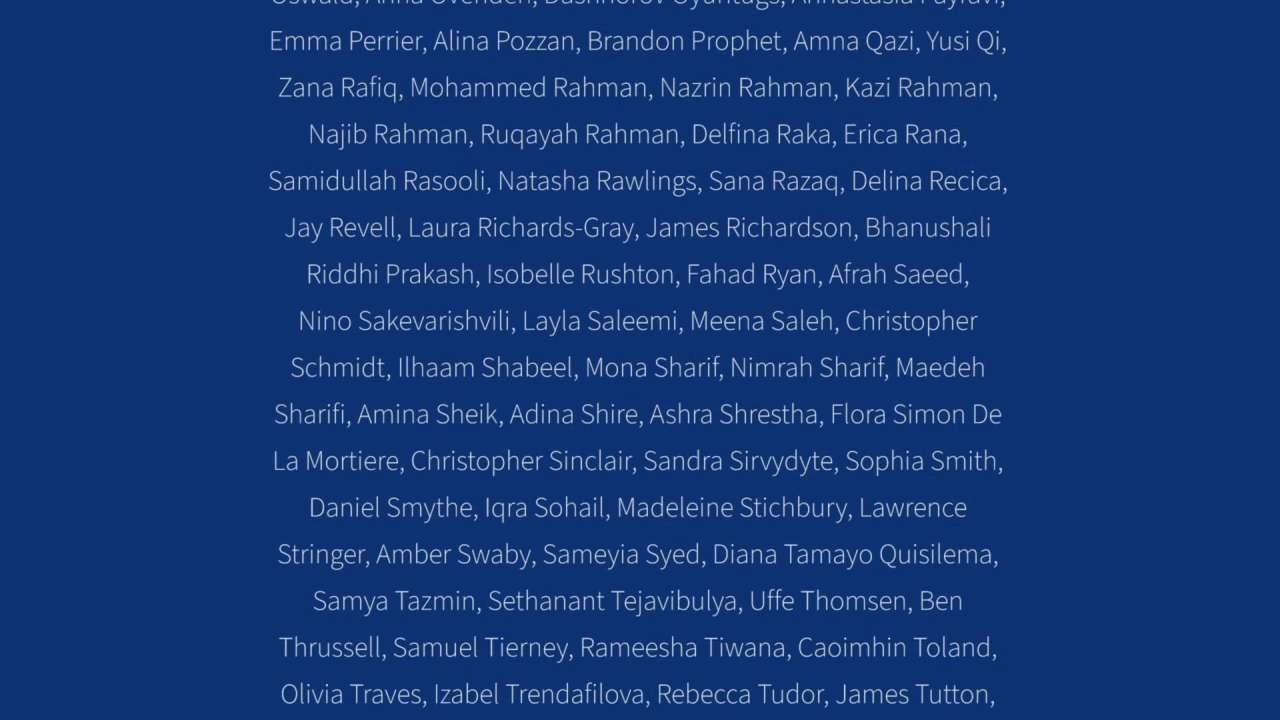 Emma Perrier, Alina Pozzan, Brandon Prophet, Amna Qazi, Yusi Qi,
Zana Rafiq, Mohammed Rahman, Nazrin Rahman, Kazi Rahman,
Najib Rahman, Ruqayah Rahman, Delfina Raka, Erica Rana,
Samidullah Rasooli, Natasha Rawlings, Sana Razaq, Delina Recica,
Jay Revell, Laura Richards-Gray, James Richardson, Bhanushali
Riddhi Prakash, Isobelle Rushton, Fahad Ryan, Afrah Saeed,
Nino Sakevarishvili, Layla Saleemi, Meena Saleh, Christopher
Schmidt, Ilhaam Shabeel, Mona Sharif, Nimrah Sharif, Maedeh
Sharifi, Amina Sheik, Adina Shire, Ashra Shrestha, Flora Simon De
La Mortiere, Christopher Sinclair, Sandra Sirvydyte, Sophia Smith,
Daniel Smythe, Iqra Sohail, Madeleine Stichbury, Lawrence
Stringer, Amber Swaby, Sameyia Syed, Diana Tamayo Quisilema,
Samya Tazmin, Sethanant Tejavibulya, Uffe Thomsen, Ben
Thrussell, Samuel Tierney, Rameesha Tiwana, Caoimhin Toland,
Olivia Traves, Izabel Trendafilova, Rebecca Tudor, James Tutton,